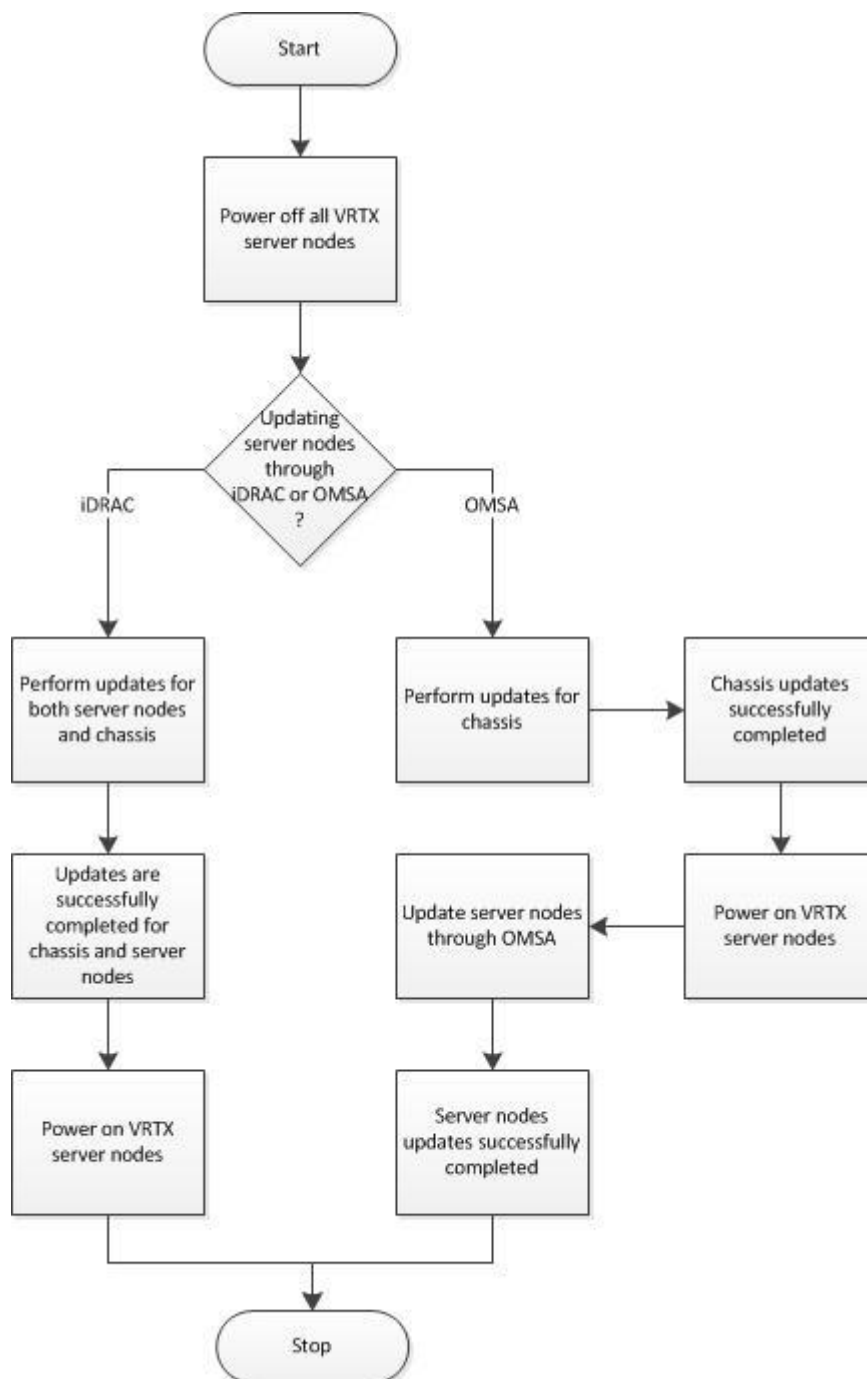 Start
Power off all VRTX
server nodes
Updating
server nodes
through
iDRAC or OMSA
?
iDRAC
OMSA
Perform updates for
both server nodes
and chassis
Perform updates for
chassis
Chassis updates
successfully
completed
Updates are
successfully
completed for
chassis and server
nodes
Update server nodes
through OMSA
Power on VRTX
server nodes
Power on VRTX
server nodes
Server nodes
updates successfully
completed
Stop